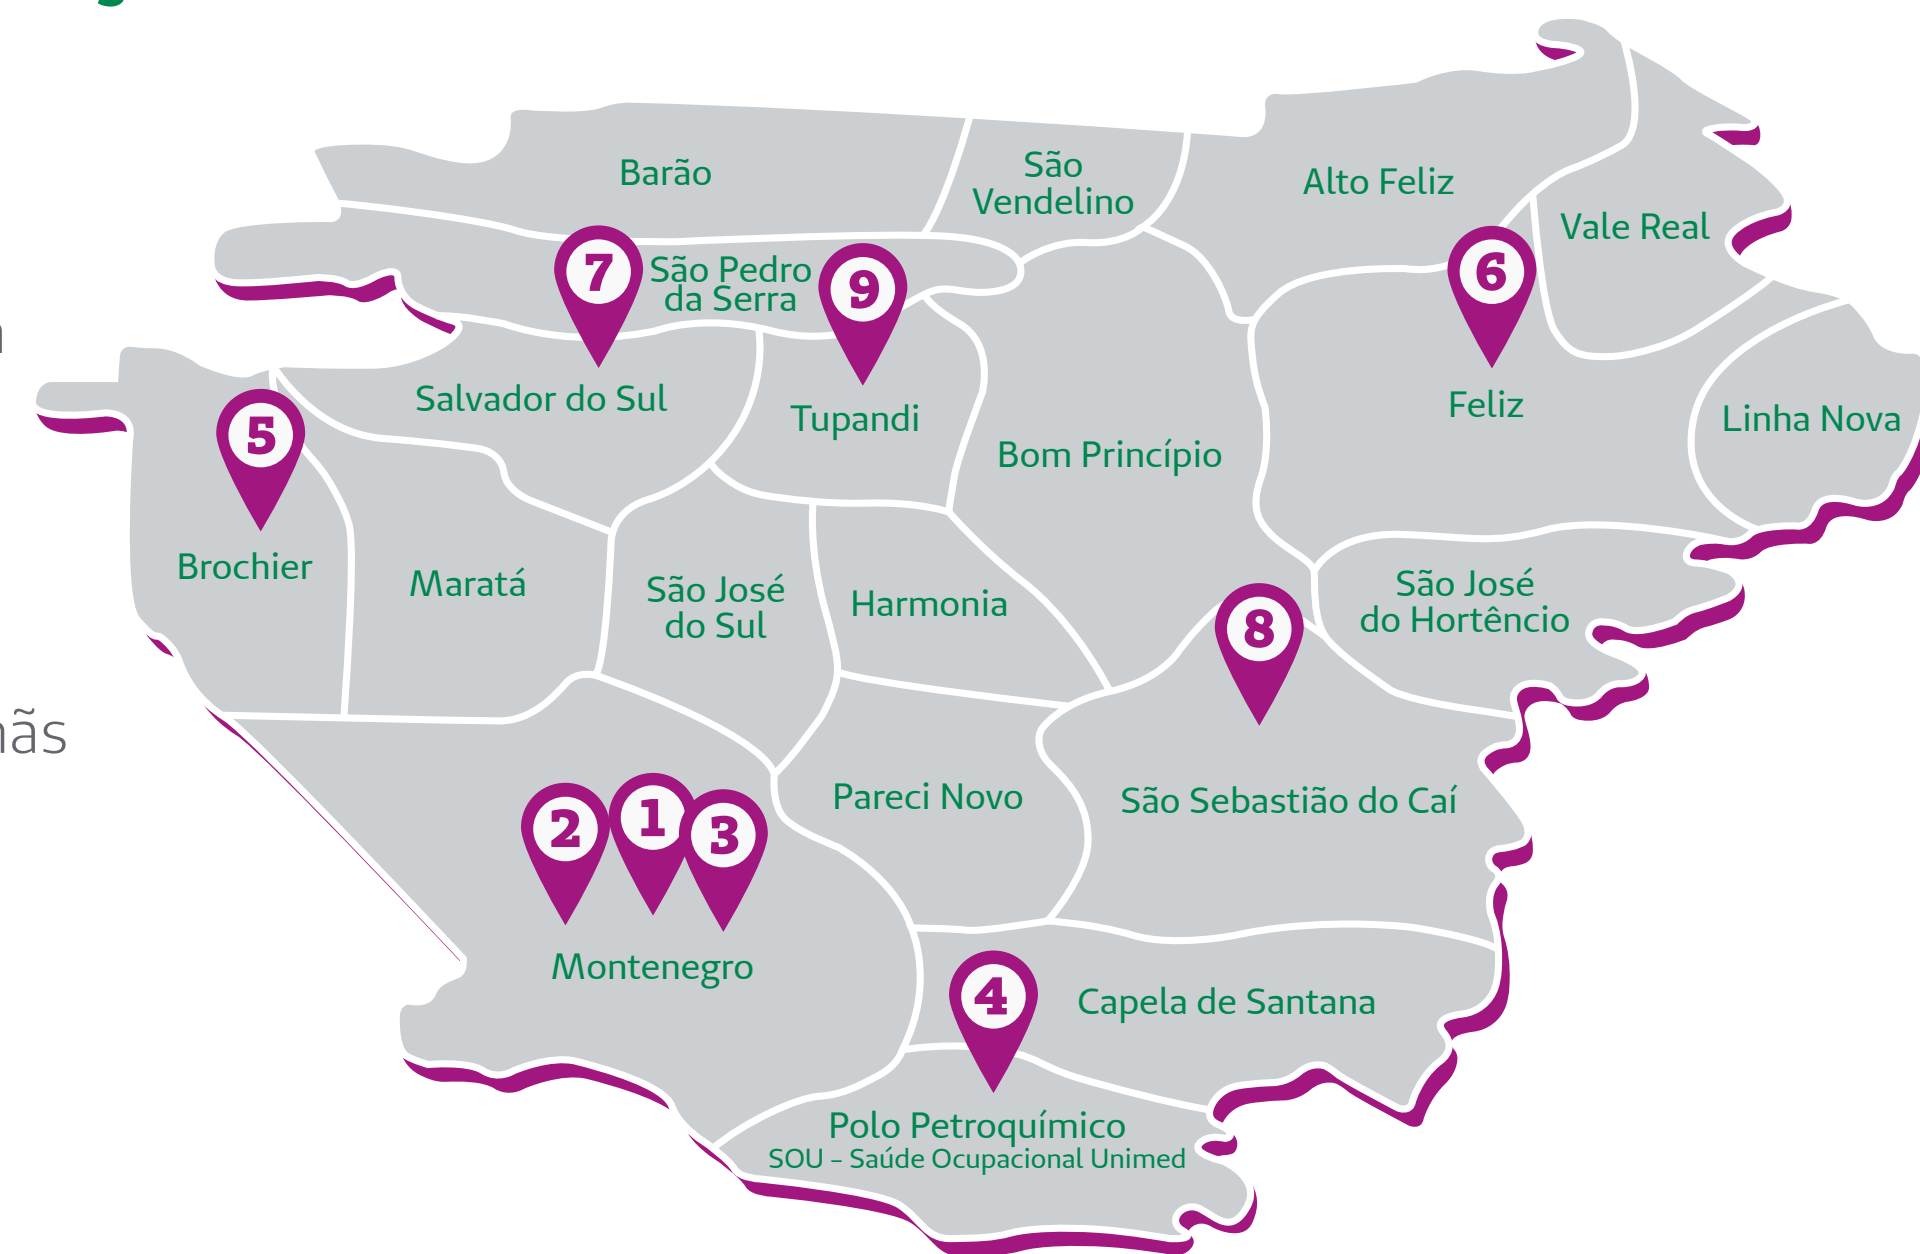 Barão
São
Vendelino
Alto Feliz
Vale Real
7
São Pedro
da Serra
9
6
Salvador do Sul
Tupandi
Feliz
Linha Nova
5
Bom Princípio
Brochier
Maratá
São José
do Sul
Harmonia
São José
do Hortêncio
8
nãs
Pareci Novo
São Sebastião do Caí
2
1
3
Montenegro
4
Capela de Santana
Polo Petroquímico
SOU – Saúde Ocupacional Unimed